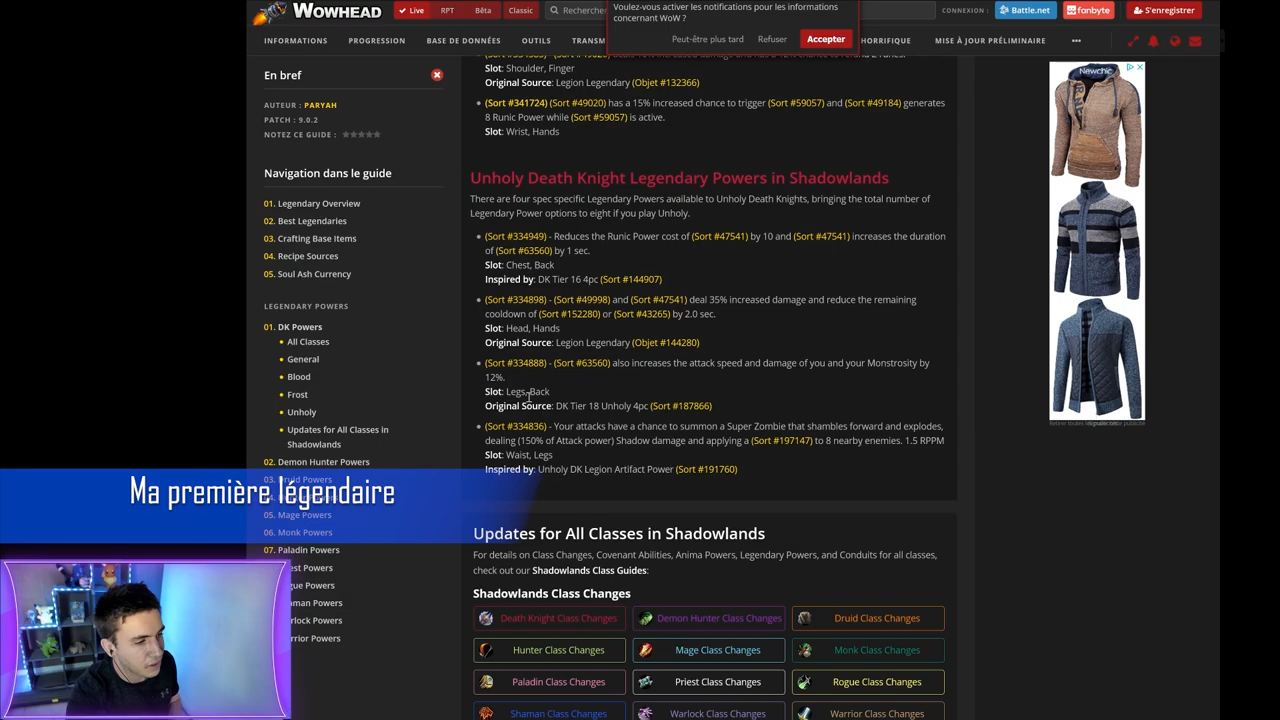 WOWHEAD
Live
RPT
Bêta
Classic
Recherche
Voulez-vous activer les notifications pour les informations
concernant WoW ?
Peut-être plus tard
Refuser
Accepter
CONNEXION :
Battle.net
fanbyte
S'enregistrer
INFORMATIONS
PROGRESSION
BASE DE DONNÉES
OUTILS
TRANSM
HORRIFIQUE
MISE À JOUR PRÉLIMINAIRE
•••
En bref
AUTEUR : PARYAH
PATCH : 9.0.2
NOTEZ CE GUIDE :
Navigation dans le guide
01. Legendary Overview
02. Best Legendaries
03. Crafting Base Items
04. Recipe Sources
05. Soul Ash Currency
LEGENDARY POWERS
01. DK Powers
All Classes
General
Blood
Frost
Unholy
Updates for All Classes in
Shadowlands
02. Demon Hunter Powers
03. Druid Powers
05. Mage Powers
06. Monk Powers
07. Paladin Powers
est Powers
gue Powers
aman Powers
rlock Powers
rrior Powers
Slot: Shoulder, Finger
Original Source: Legion Legendary (Objet #132366)
(Sort #341724) (Sort #49020) has a 15% increased chance to trigger (Sort #59057) and (Sort #49184) generates
8 Runic Power while (Sort #59057) is active.
Slot: Wrist, Hands
Unholy Death Knight Legendary Powers in Shadowlands
There are four spec specific Legendary Powers available to Unholy Death Knights, bringing the total number of
Legendary Power options to eight if you play Unholy.
(Sort #334949) - Reduces the Runic Power cost of (Sort #47541) by 10 and (Sort #47541) increases the duration
of (Sort #63560) by 1 sec.
Slot: Chest, Back
Inspired by: DK Tier 16 4pc (Sort #144907)
(Sort #334898) - (Sort #49998) and (Sort #47541) deal 35% increased damage and reduce the remaining
cooldown of (Sort #152280) or (Sort #43265) by 2.0 sec.
Slot: Head, Hands
Original Source: Legion Legendary (Objet #144280)
(Sort #334888) - (Sort #63560) also increases the attack speed and damage of you and your Monstrosity by
12%.
Slot: Legs, Back
Original Source: DK Tier 18 Unholy 4pc (Sort #187866)
(Sort #334836) - Your attacks have a chance to summon a Super Zombie that shambles forward and explodes,
dealing (150% of Attack power) Shadow damage and applying a (Sort #197147) to 8 nearby enemies. 1.5 RPPM
Slot: Waist, Legs
Inspired by: Unholy DK Legion Artifact Power (Sort #191760)
Updates for All Classes in Shadowlands
For details on Class Changes, Covenant Abilities, Anima Powers, Legendary Powers, and Conduits for all classes,
check out our Shadowlands Class Guides:
Shadowlands Class Changes
Death Knight Class Changes
Demon Hunter Class Changes
Druid Class Changes
Hunter Class Changes
Mage Class Changes
Monk Class Changes
Paladin Class Changes
Priest Class Changes
Rogue Class Changes
Shaman Class Changes
Warlock Class Changes
Warrior Class Changes
Newchic
Ma première légendaire